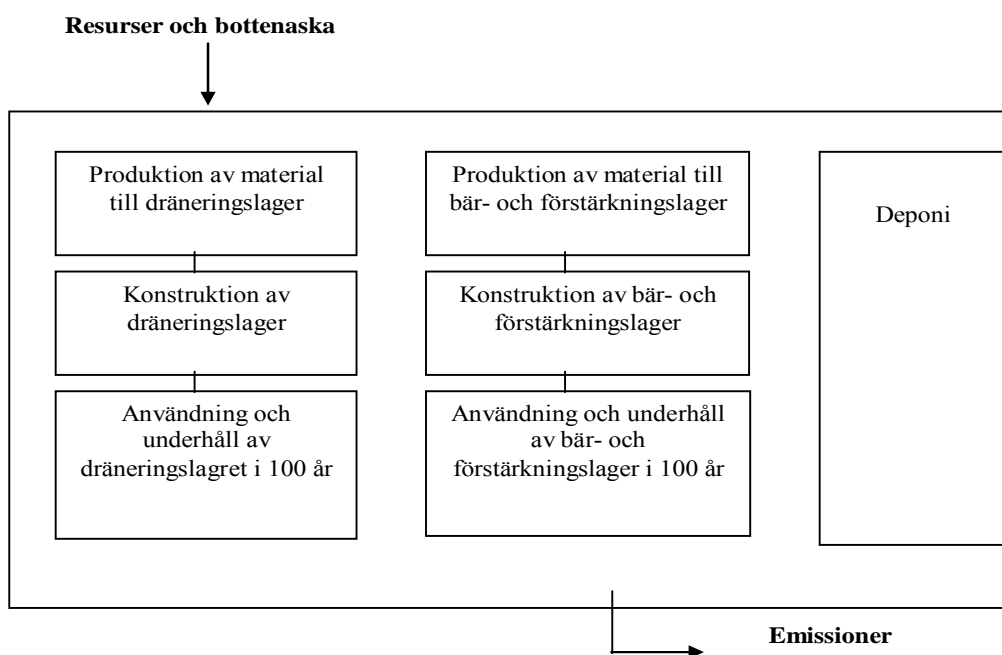 Resurser och bottenaska
Produktion av material
till dräneringslager
Konstruktion av
dräneringslager
Användning och
underhåll av
dräneringslagret i 100 år
Produktion av material till
bär- och förstärkningslager
Konstruktion av bär- och
förstärkningslager
Användning och underhåll
av bär- och
förstärkningslager i 100 år
Deponi
Emissioner